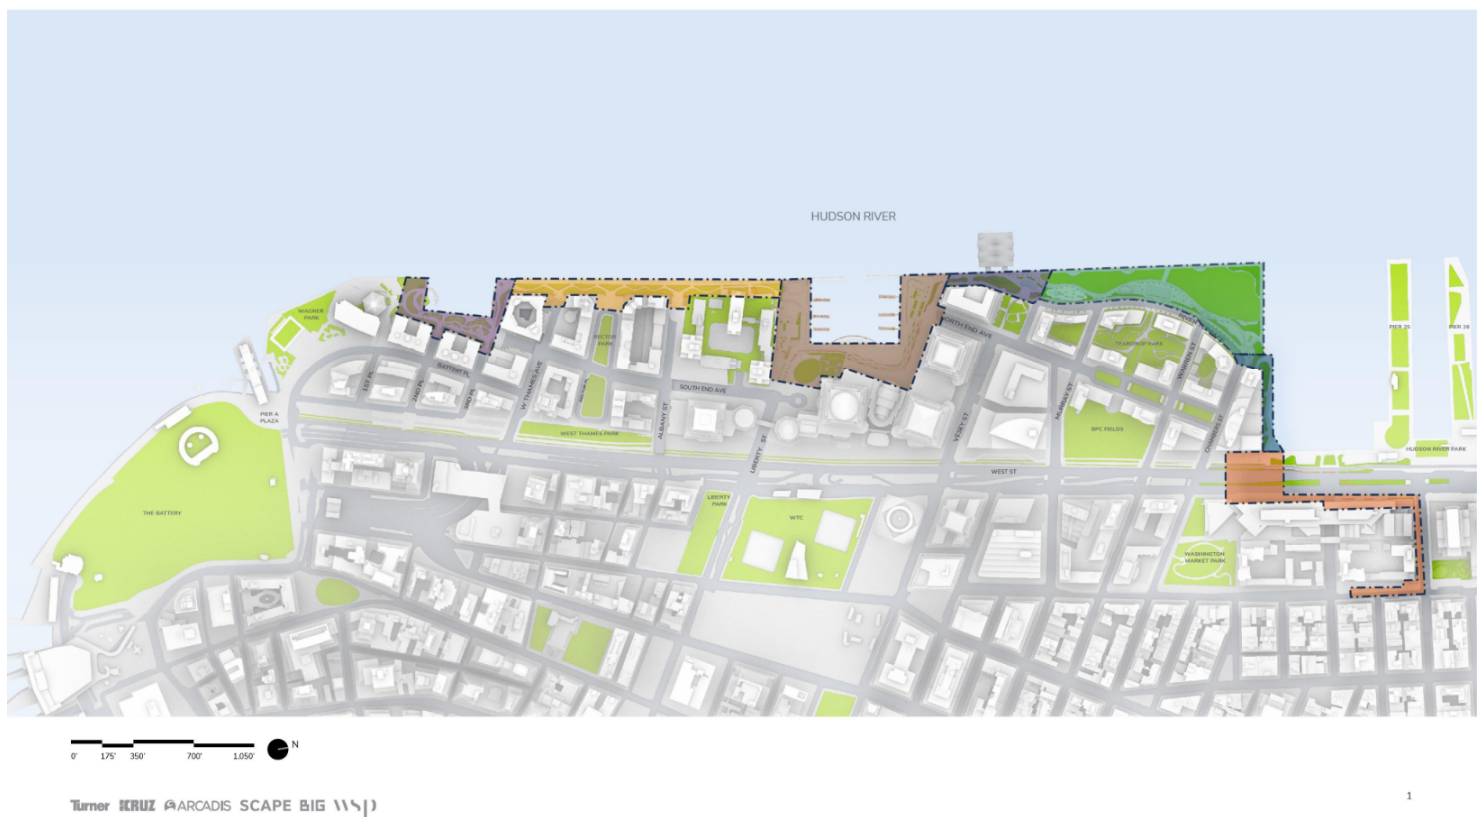 HUDSON RIVER
WAGNER
PARK
PIER A
PLAZA
THE BATTERY
1ST PL
2ND PL
BATTERY PL
3RD PL
W THAMES AVE
RECTOR
PARK
WEST THAMES PARK
ALBANY ST
SOUTH END AVE
LIBERTY ST
LIBERTY
PARK
WTC
NORTH END AVE
VESEY ST
WEST ST
MURRAY ST
BPC FIELDS
TEARDROP PARK
RIVER
WARREN ST
CHAMBERS ST
WASHINGTON
MARKET PARK
PIER 25
PIER 26
HUDSON RIVER PARK
0' 175' 350' 700' 1,050' N
Turner KRUZ ARCADIS SCAPE BIG WSP
1